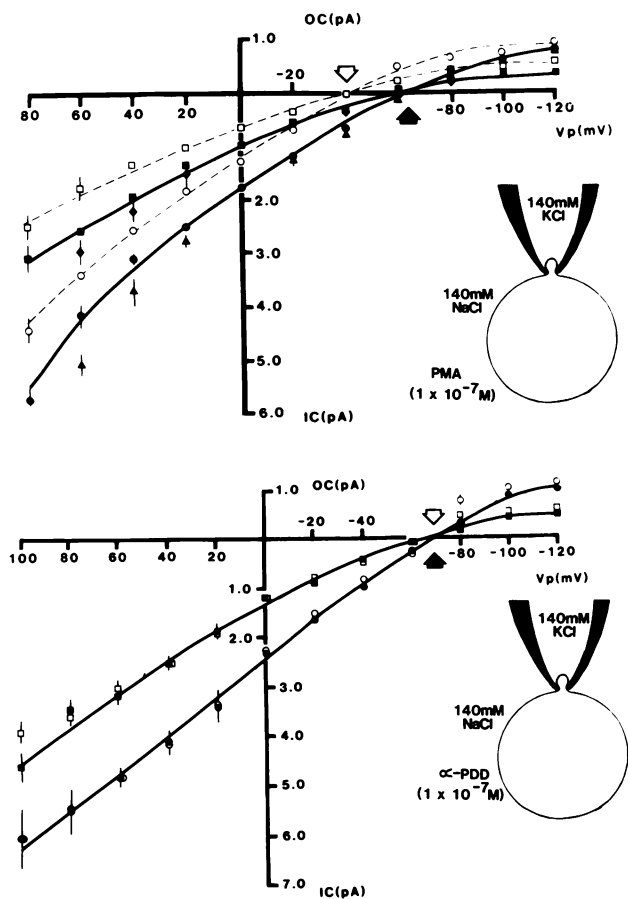 OC(pA)
1.0
-20
80 60 40 20 -80 -100 -120
Vp(mV)
2.0
3.0
4.0
5.0
6.0
IC(pA)
140mM
KCl
140mM
NaCl
PMA
(1 x 10⁻⁷M)
OC(pA)
1.0
-20 -40
100 80 60 40 20 -80 -100 -120
Vp(mV)
1.0
2.0
3.0
4.0
5.0
6.0
7.0
IC(pA)
140mM
KCl
140mM
NaCl
∝-PDD
(1 x 10⁻⁷M)